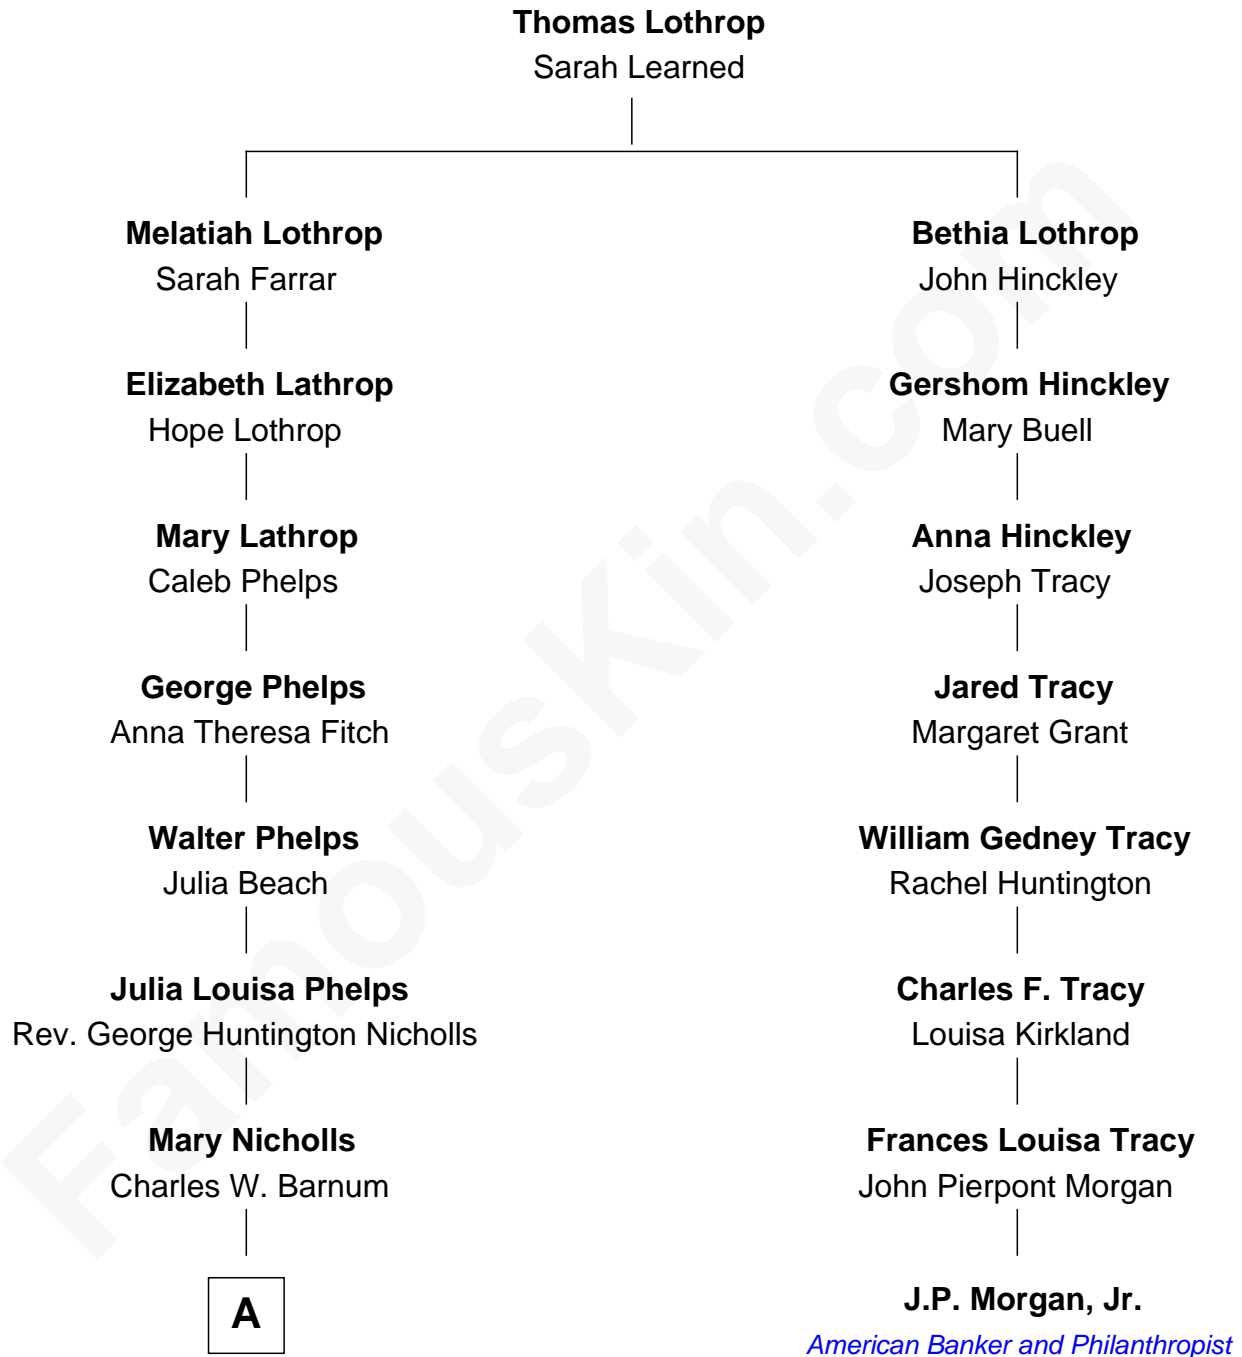 Thomas Lothrop
Sarah Learned
Melatiah Lothrop
Sarah Farrar
Bethia Lothrop
John Hinckley
Elizabeth Lathrop
Hope Lothrop
Gershom Hinckley
Mary Buell
Mary Lathrop
Caleb Phelps
Anna Hinckley
Joseph Tracy
George Phelps
Anna Theresa Fitch
Jared Tracy
Margaret Grant
Walter Phelps
Julia Beach
William Gedney Tracy
Rachel Huntington
Julia Louisa Phelps
Rev. George Huntington Nicholls
Charles F. Tracy
Louisa Kirkland
Mary Nicholls
Charles W. Barnum
Frances Louisa Tracy
John Pierpont Morgan
A
J.P. Morgan, Jr.
American Banker and Philanthropist
FamousKin.com